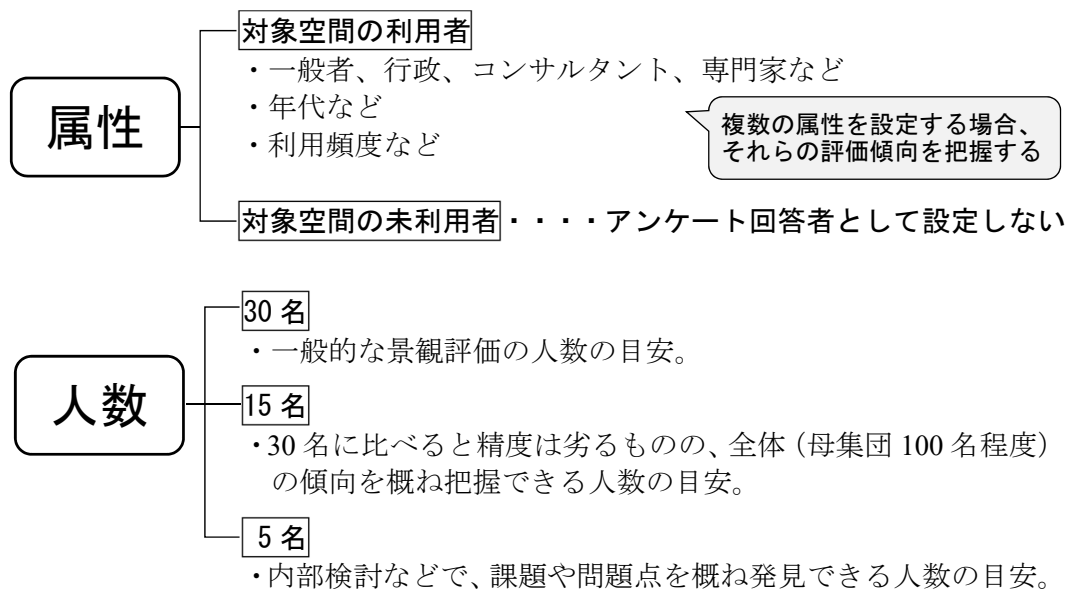 属性
対象空間の利用者
・一般者、行政、コンサルタント、専門家など
・年代など
・利用頻度など
複数の属性を設定する場合、
それらの評価傾向を把握する
対象空間の未利用者・・・・アンケート回答者として設定しない
人数
30 名
・一般的な景観評価の人数の目安。
15 名
・30 名に比べると精度は劣るものの、全体（母集団 100 名程度）
の傾向を概ね把握できる人数の目安。
5 名
・内部検討などで、課題や問題点を概ね発見できる人数の目安。